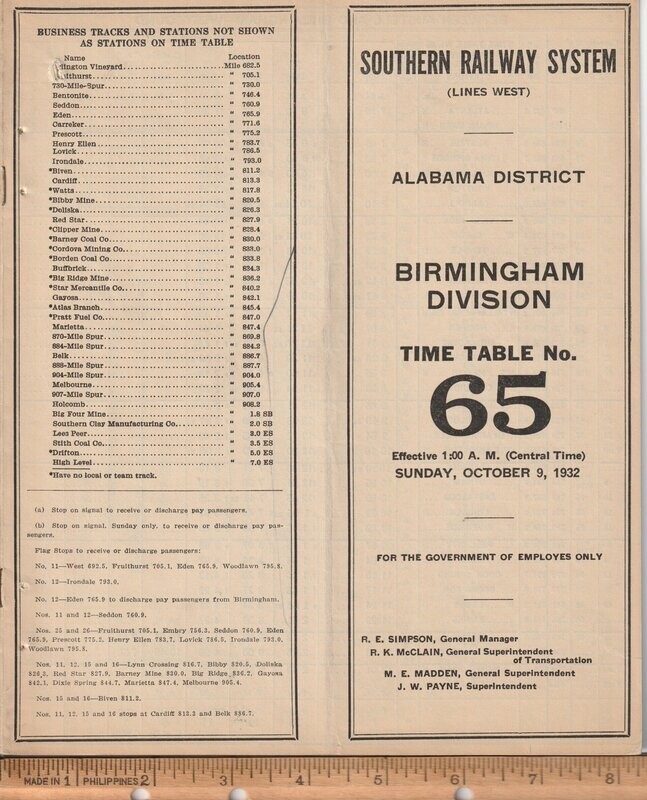 BUSINESS TRACKS AND STATIONS NOT SHOWN
AS STATIONS ON TIME TABLE
Name Location
Vineyard Mile 682.5
" 705.1
730-Mile-Spur " 730.0
Bentonite " 746.4
Seddon " 760.9
Eden " 765.9
Carreker " 771.6
Prescott " 775.2
Henry Ellen " 783.7
Lovick " 786.5
Irondale " 793.0
*Biven " 811.2
Cardiff " 813.3
*Watts " 817.8
*Bibby Mine " 820.5
*Doliska " 826.3
Red Star " 827.9
*Clipper Mine " 828.4
*Barney Coal Co. " 830.0
*Cordova Mining Co. " 833.0
*Borden Coal Co. " 833.8
Buffbrick " 834.3
*Big Ridge Mine " 836.2
*Star Mercantile Co. " 840.2
Gayosa " 842.1
*Atlas Branch " 845.4
*Pratt Fuel Co. " 847.0
Marietta " 847.4
870-Mile Spur " 869.8
884-Mile Spur " 884.2
Belk " 886.7
888-Mile Spur " 887.7
904-Mile Spur " 904.0
Melbourne " 905.4
907-Mile Spur " 907.0
Holcomb " 908.2
Big Four Mine " 1.8 SB
Southern Clay Manufacturing Co. " 2.0 SB
Lees Peer " 3.0 ES
Stith Coal Co. " 3.5 ES
*Drifton " 5.0 ES
High Level " 7.0 ES
*Have no local or team track.
(a) Stop on signal to receive or discharge pay passengers.
(b) Stop on signal, Sunday only, to receive or discharge pay pas-
sengers.
Flag Stops to receive or discharge passengers:
No. 11—West 692.5, Fruithurst 705.1, Eden 765.9, Woodlawn 795.8.
No. 12—Irondale 793.0.
No. 12—Eden 765.9 to discharge pay passengers from Birmingham.
Nos. 11 and 12—Seddon 760.9.
Nos. 25 and 26—Fruithurst 705.1, Embry 756.3, Seddon 760.9, Eden
765.9, Prescott 775.2, Henry Ellen 783.7, Lovick 786.5, Irondale 793.0,
Woodlawn 795.8.
Nos. 11, 12, 15 and 16—Lynn Crossing 816.7, Bibby 820.5, Doliska
826.3, Red Star 827.9, Barney Mine 830.0, Big Ridge 836.2, Gayosa
842.1, Dixie Spring 844.7, Marietta 847.4, Melbourne 905.4.
Nos. 15 and 16—Biven 811.2.
Nos. 11, 12, 15 and 16 stops at Cardiff 813.3 and Belk 886.7.
SOUTHERN RAILWAY SYSTEM
(LINES WEST)
ALABAMA DISTRICT
BIRMINGHAM
DIVISION
TIME TABLE No.
65
Effective 1:00 A. M. (Central Time)
SUNDAY, OCTOBER 9, 1932
FOR THE GOVERNMENT OF EMPLOYES ONLY
R. E. SIMPSON, General Manager
R. K. McCLAIN, General Superintendent
of Transportation
M. E. MADDEN, General Superintendent
J. W. PAYNE, Superintendent
MADE IN 1 PHILIPPINES 2 3 4 5 6 7 8